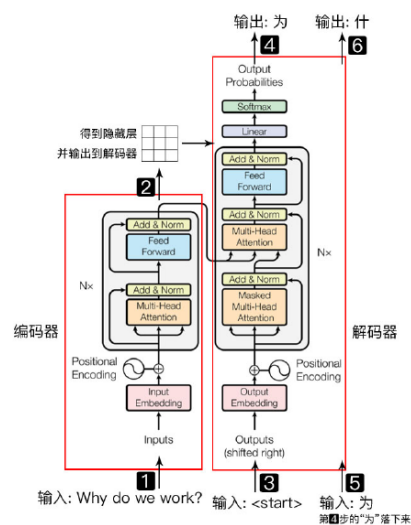 输出: 为
输出: 什
4
6
Output
Probabilities
Softmax
Linear
得到隐藏层
并输出到解码器
2
Add & Norm
Feed
Forward
Add & Norm
Multi-Head
Attention
Add & Norm
Masked
Multi-Head
Attention
N×
Add & Norm
Feed
Forward
Add & Norm
Multi-Head
Attention
N×
编码器
解码器
Positional
Encoding
Positional
Encoding
Input
Embedding
Output
Embedding
Inputs
Outputs
(shifted right)
1
3
5
输入: Why do we work?
输入: <start>
输入: 为
第4步的“为”落下来